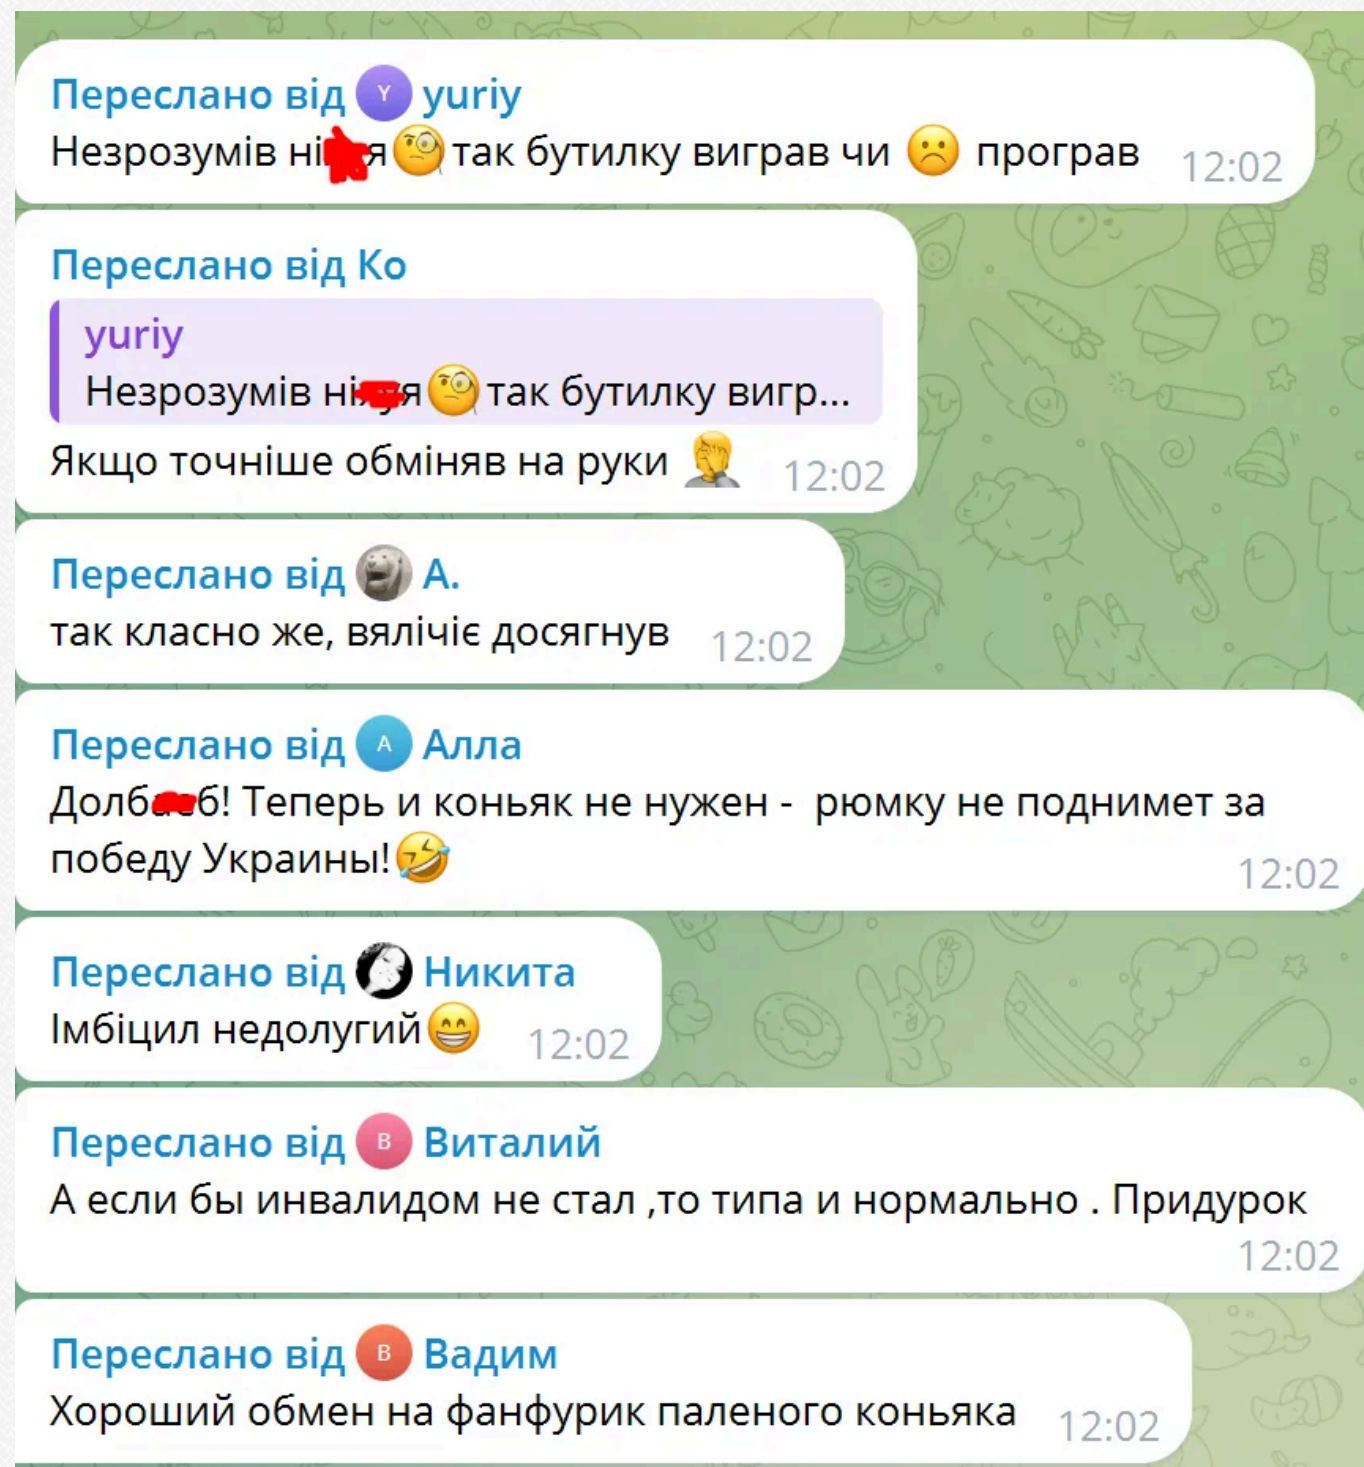 Переслано від Y yuriy
Незрозумів ні я так бутилку виграв чи програв 12:02
Переслано від Ко
yuriy
Незрозумів ні я так бутилку вигр...
Якщо точніше обміняв на руки 12:02
Переслано від А.
так класно же, вялічіє досягнув 12:02
Переслано від А Алла
Долб б! Теперь и коньяк не нужен - рюмку не поднимет за
победу Украины! 12:02
Переслано від Никита
Імбіцил недолугий 12:02
Переслано від В Виталий
А если бы инвалидом не стал ,то типа и нормально . Придурок
12:02
Переслано від В Вадим
Хороший обмен на фанфурик паленого коньяка 12:02